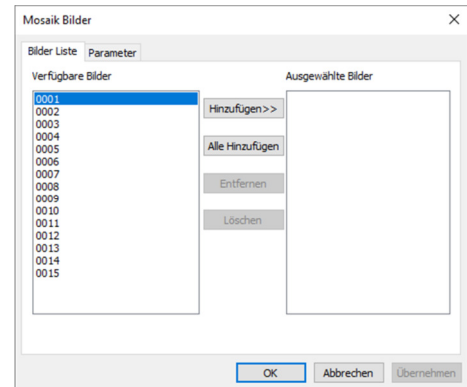 Mosaik Bilder
Bilder Liste
Parameter
Verfügbare Bilder
0001
0002
0003
0004
0005
0006
0007
0008
0009
0010
0011
0012
0013
0014
0015
Hinzufügen>>
Alle Hinzufügen
Entfernen
Löschen
Ausgewählte Bilder
OK
Abbrechen
Übernehmen